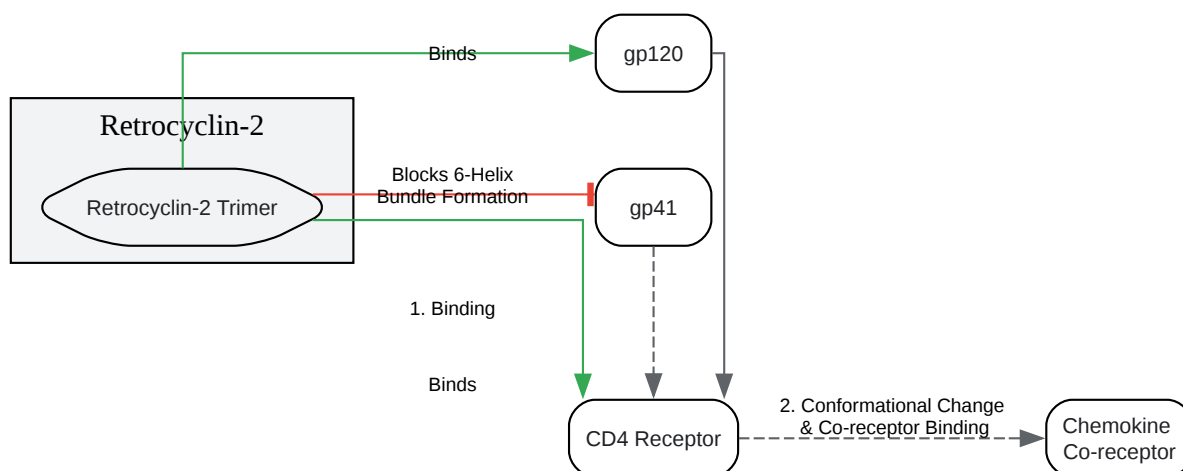 Binds
gp120
Retrocyclin-2
Blocks 6-Helix
Bundle Formation
Retrocyclin-2 Trimer
gp41
1. Binding
Binds
2. Conformational Change
& Co-receptor Binding
CD4 Receptor
Chemokine
Co-receptor